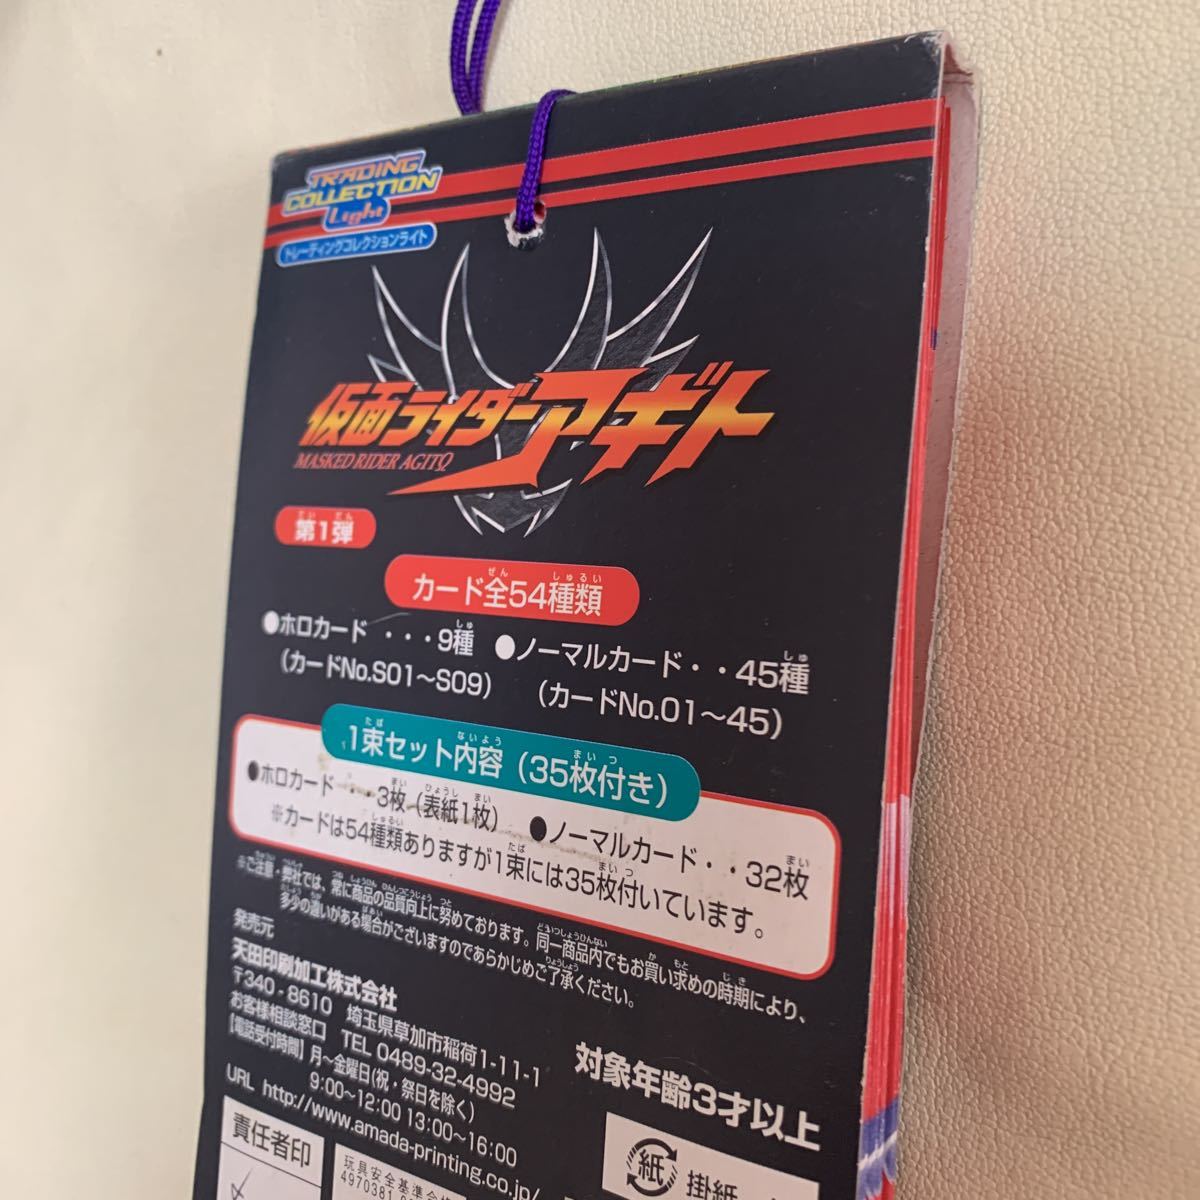 TRADING
COLLECTION
Light
トレーディングコレクションライト
仮面ライダーアギト
MASKED RIDER AGITΩ
第1弾
カード全54種類
●ホロカード・・・9種 ●ノーマルカード・・45種
(カードNo.S01〜S09) (カードNo.01〜45)
1束セット内容(35枚付き)
●ホロカード・・・3枚(表紙1枚) ●ノーマルカード・・32枚
※カードは54種類ありますが1束には35枚付いています。
※ご注意・弊社では、常に商品の品質向上に努めております。同一商品内でもお買い求めの時期により、
多少の違いがある場合がございますのであらかじめご了承ください。
発売元
天田印刷加工株式会社
〒340-8610 埼玉県草加市稲荷1-11-1
お客様相談窓口 TEL 0489-32-4992
【電話受付時間】月〜金曜日(祝・祭日を除く)
9:00〜12:00 13:00〜16:00
URL http://www.amada-printing.co.jp/
対象年齢3才以上
責任者印
紙 掛紙
玩具安全基準合格
4970381